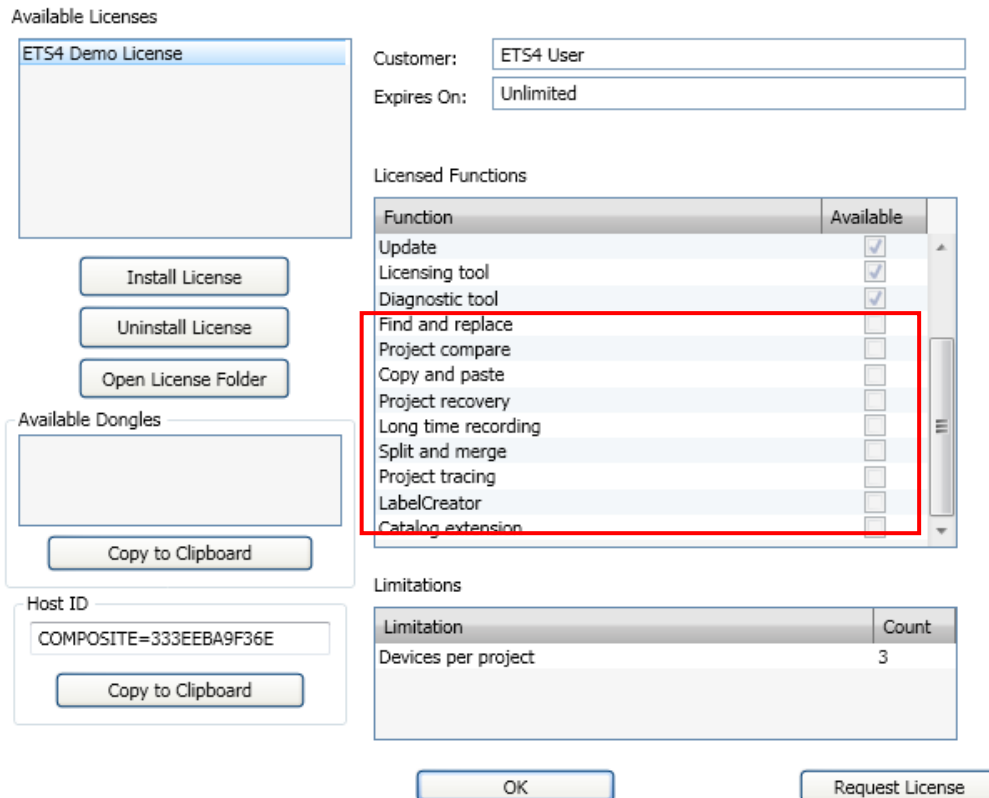 Available Licenses
ETS4 Demo License
Customer:
ETS4 User
Expires On:
Unlimited
Licensed Functions
Function
Available
Update
Licensing tool
Diagnostic tool
Find and replace
Project compare
Copy and paste
Project recovery
Long time recording
Split and merge
Project tracing
LabelCreator
Catalog extension
Install License
Uninstall License
Open License Folder
Available Dongles
Copy to Clipboard
Host ID
COMPOSITE=333EEBA9F36E
Copy to Clipboard
Limitations
Limitation
Count
Devices per project
3
OK
Request License